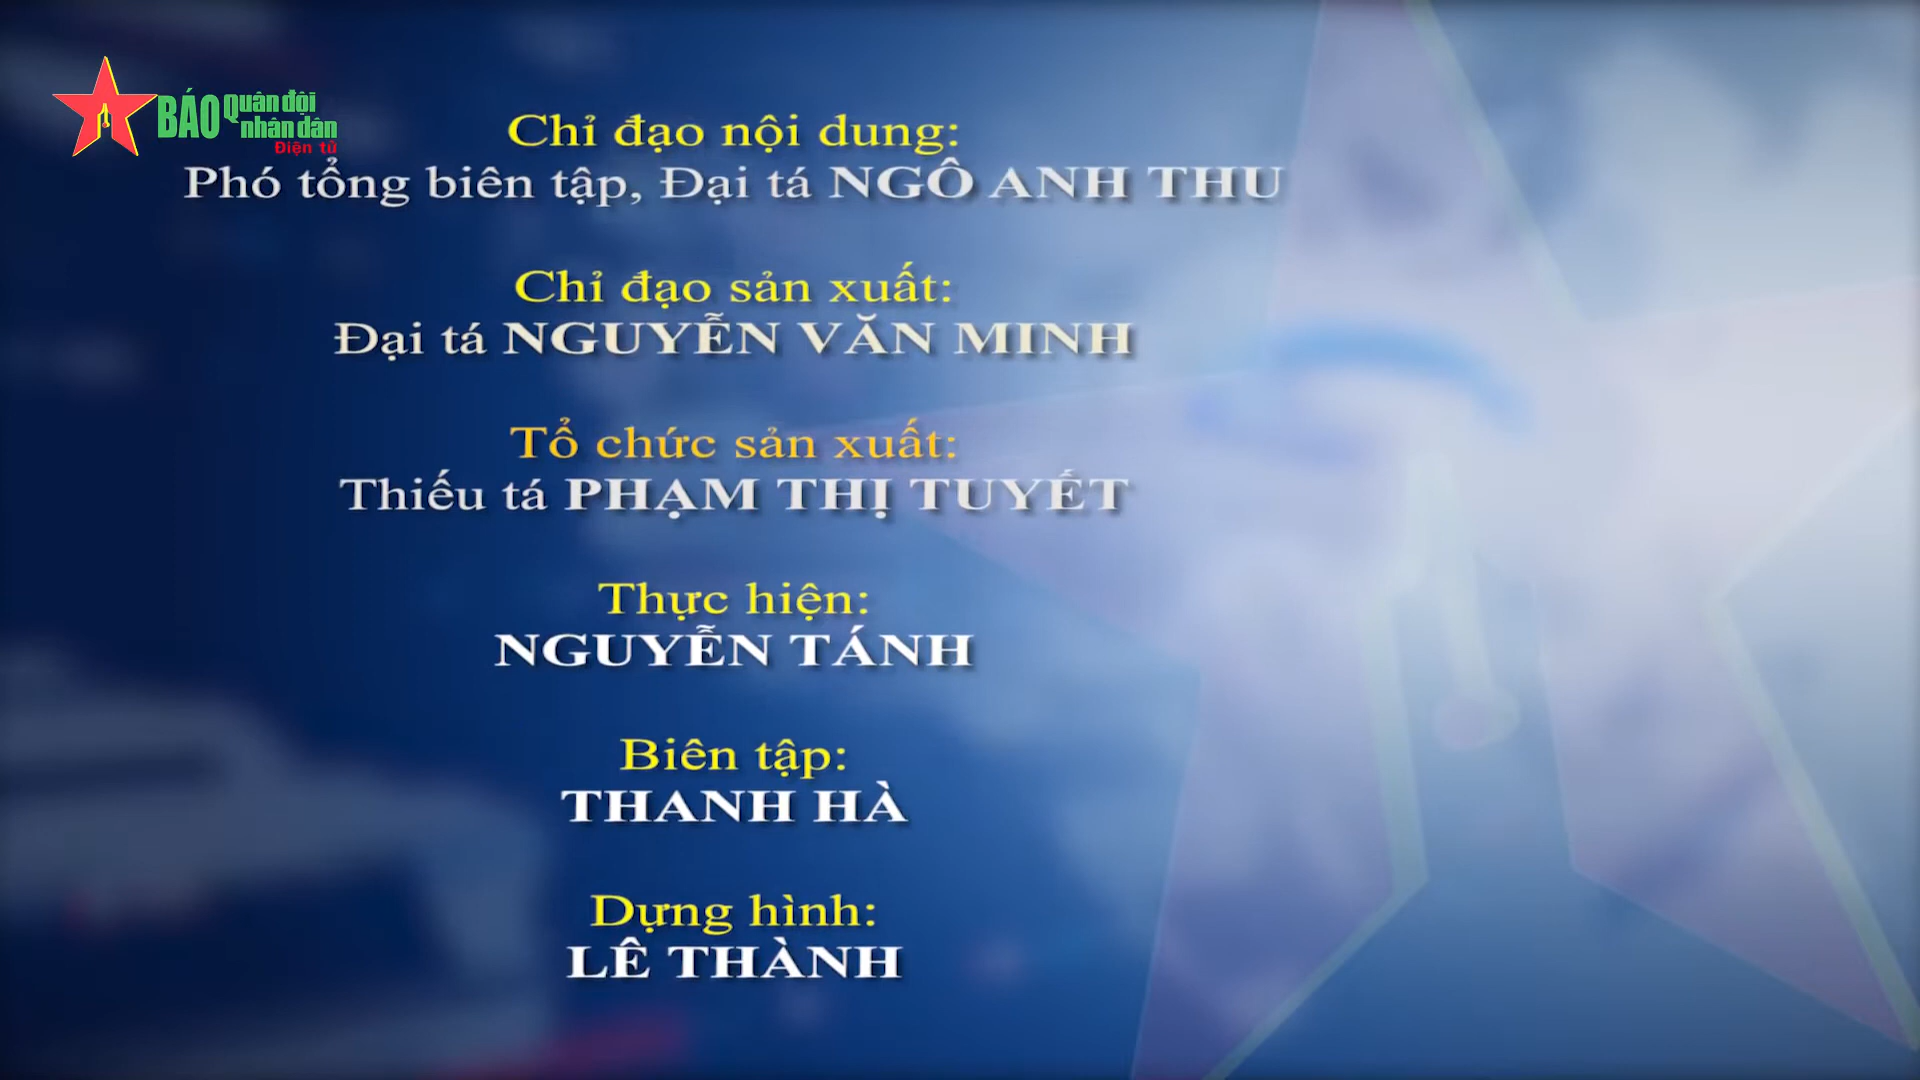 BÁO Quân đội
nhân dân
Điện tử
Chỉ đạo nội dung:
Phó tổng biên tập, Đại tá NGÔ ANH THU
Chỉ đạo sản xuất:
Đại tá NGUYỄN VĂN MINH
Tổ chức sản xuất:
Thiếu tá PHẠM THỊ TUYẾT
Thực hiện:
NGUYỄN TÁNH
Biên tập:
THANH HÀ
Dựng hình:
LÊ THÀNH